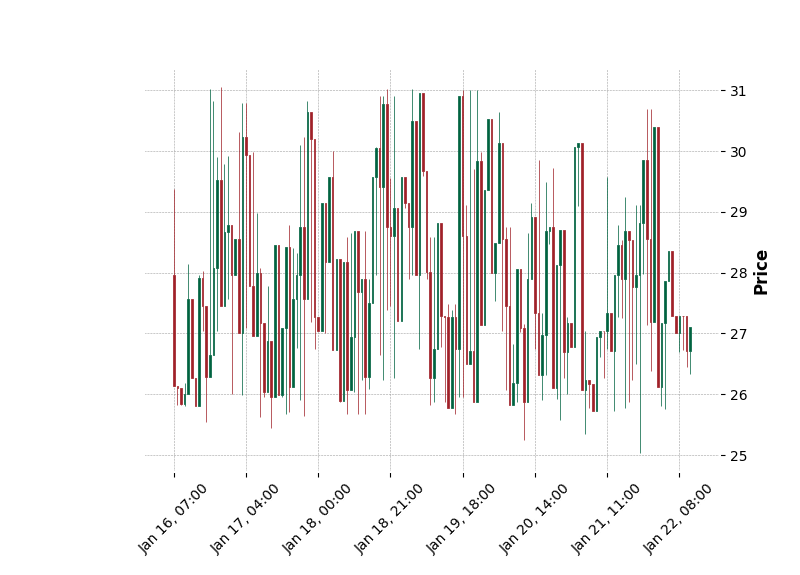 31
30
29
28
27
26
25
Price
Jan 16, 07:00
Jan 17, 04:00
Jan 18, 00:00
Jan 18, 21:00
Jan 19, 18:00
Jan 20, 14:00
Jan 21, 11:00
Jan 22, 08:00